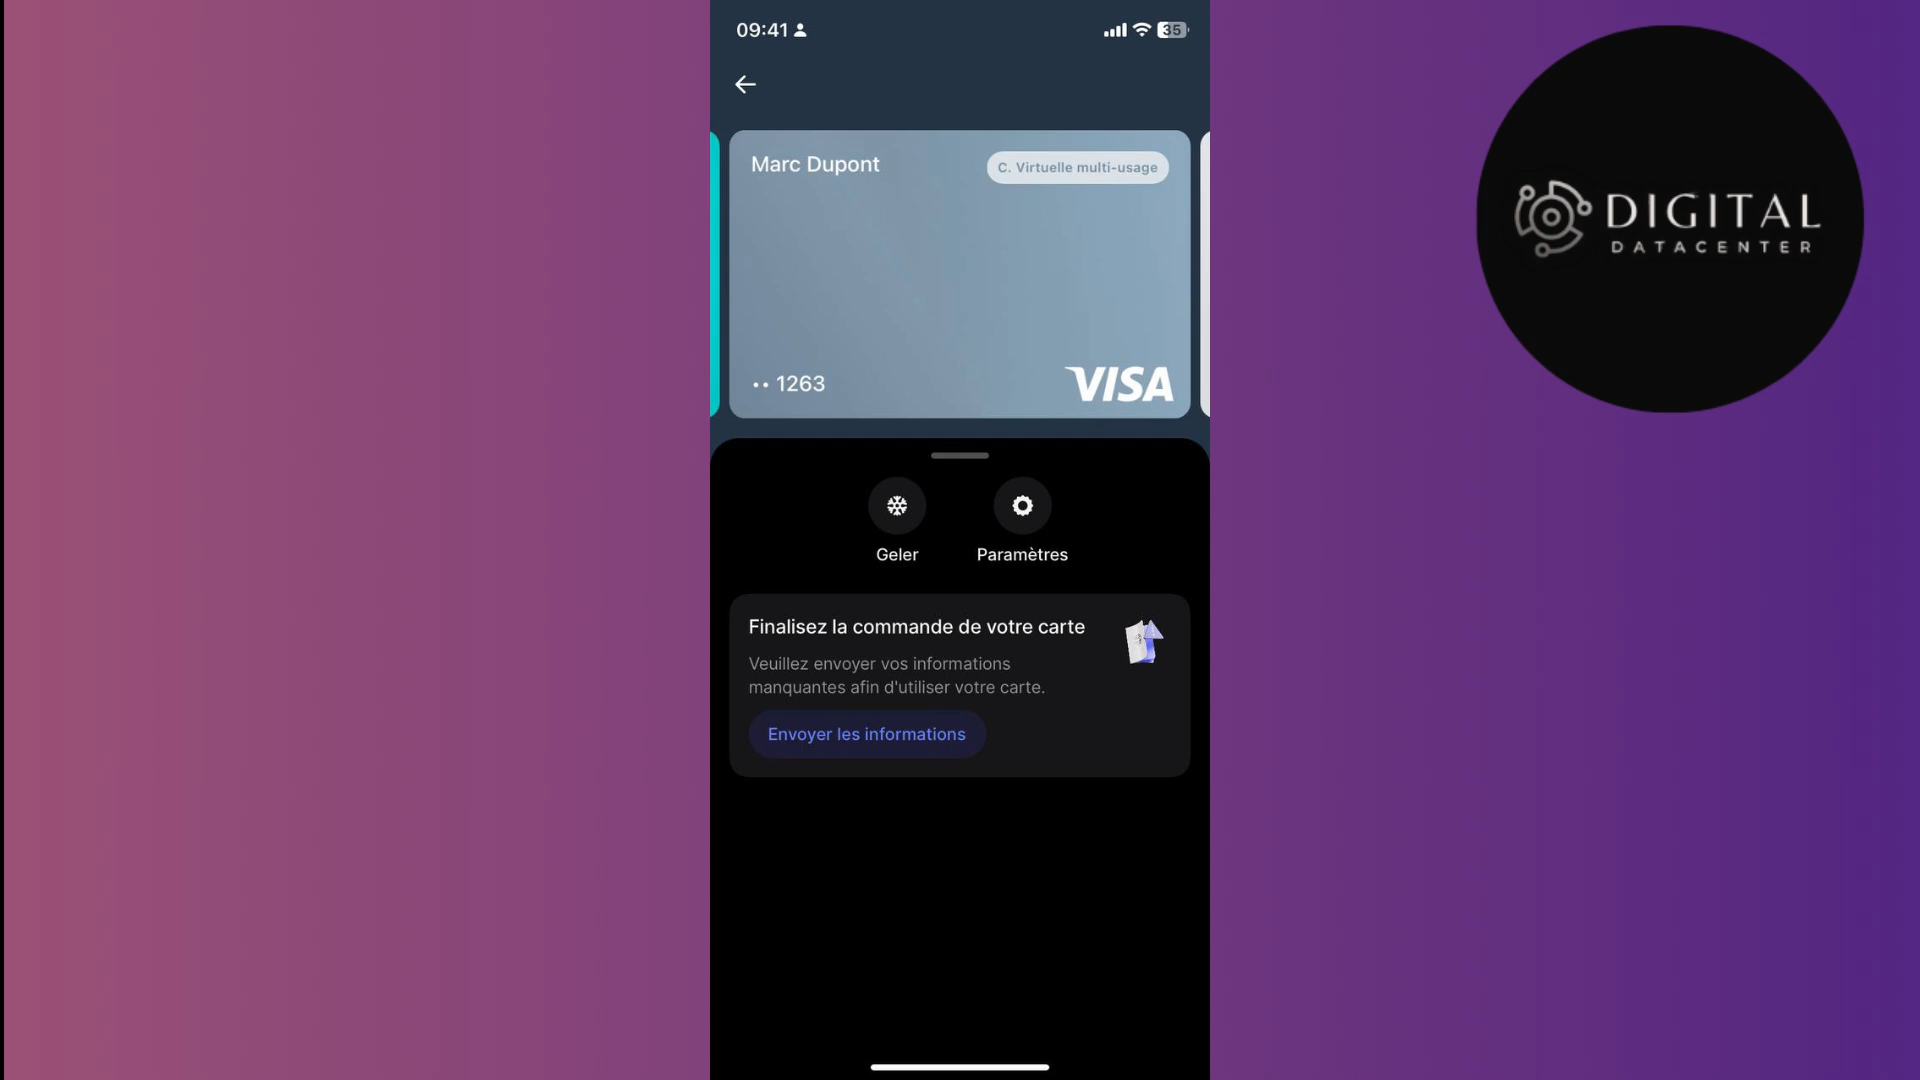 09:41
35
Marc Dupont
C. Virtuelle multi-usage
•• 1263
VISA
Geler
Paramètres
Finalisez la commande de votre carte
Veuillez envoyer vos informations
manquantes afin d'utiliser votre carte.
Envoyer les informations
DIGITAL
DATACENTER